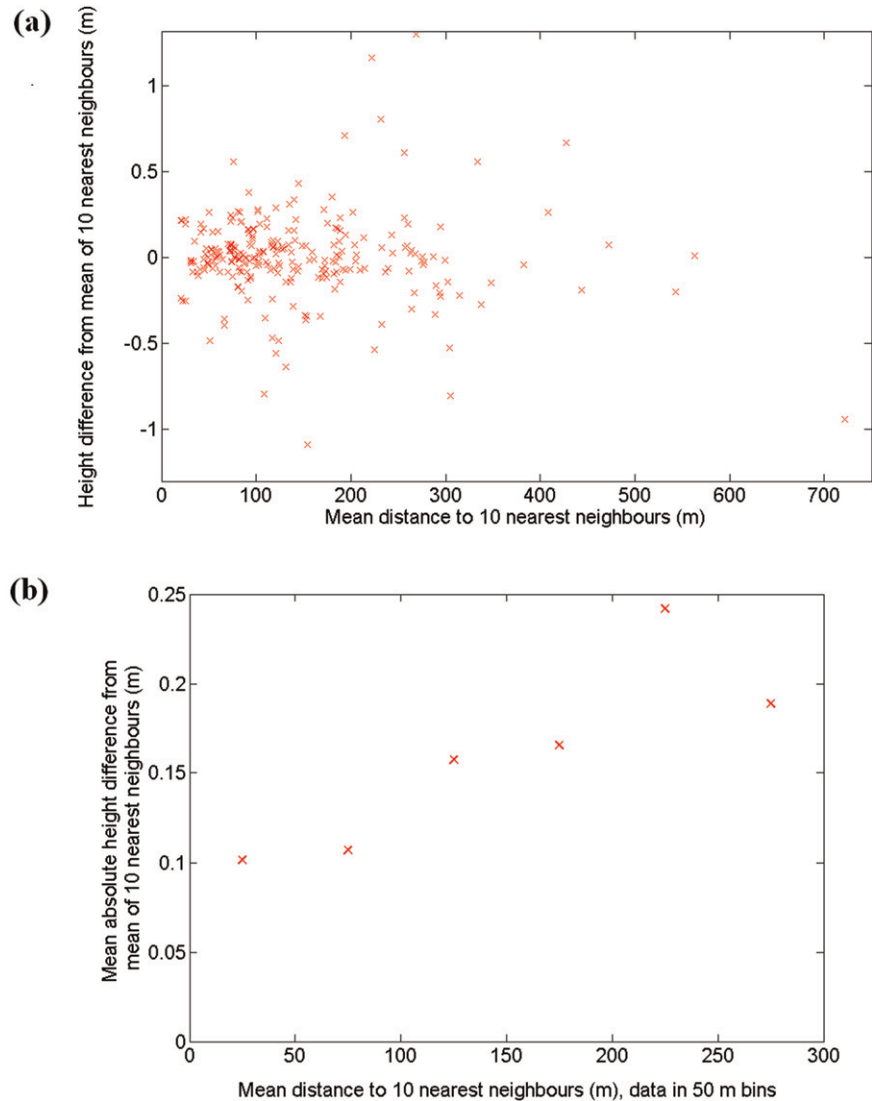 (a)
Height difference from mean of 10 nearest neighbours (m)
1
0.5
0
-0.5
-1
0 100 200 300 400 500 600 700
Mean distance to 10 nearest neighbours (m)
(b)
Mean absolute height difference from
mean of 10 nearest neighbours (m)
0.25
0.2
0.15
0.1
0.05
0
0 50 100 150 200 250 300
Mean distance to 10 nearest neighbours (m), data in 50 m bins